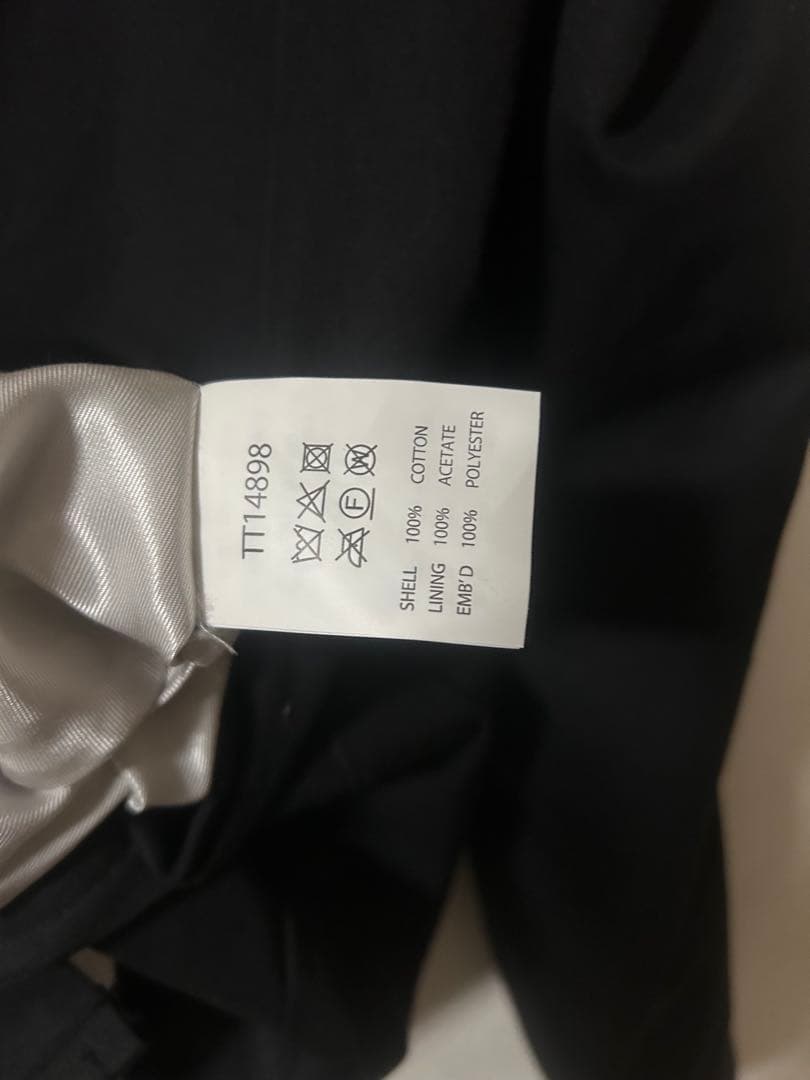 TT14898
F W
SHELL 100% COTTON
LINING 100% ACETATE
EMB'D 100% POLYESTER